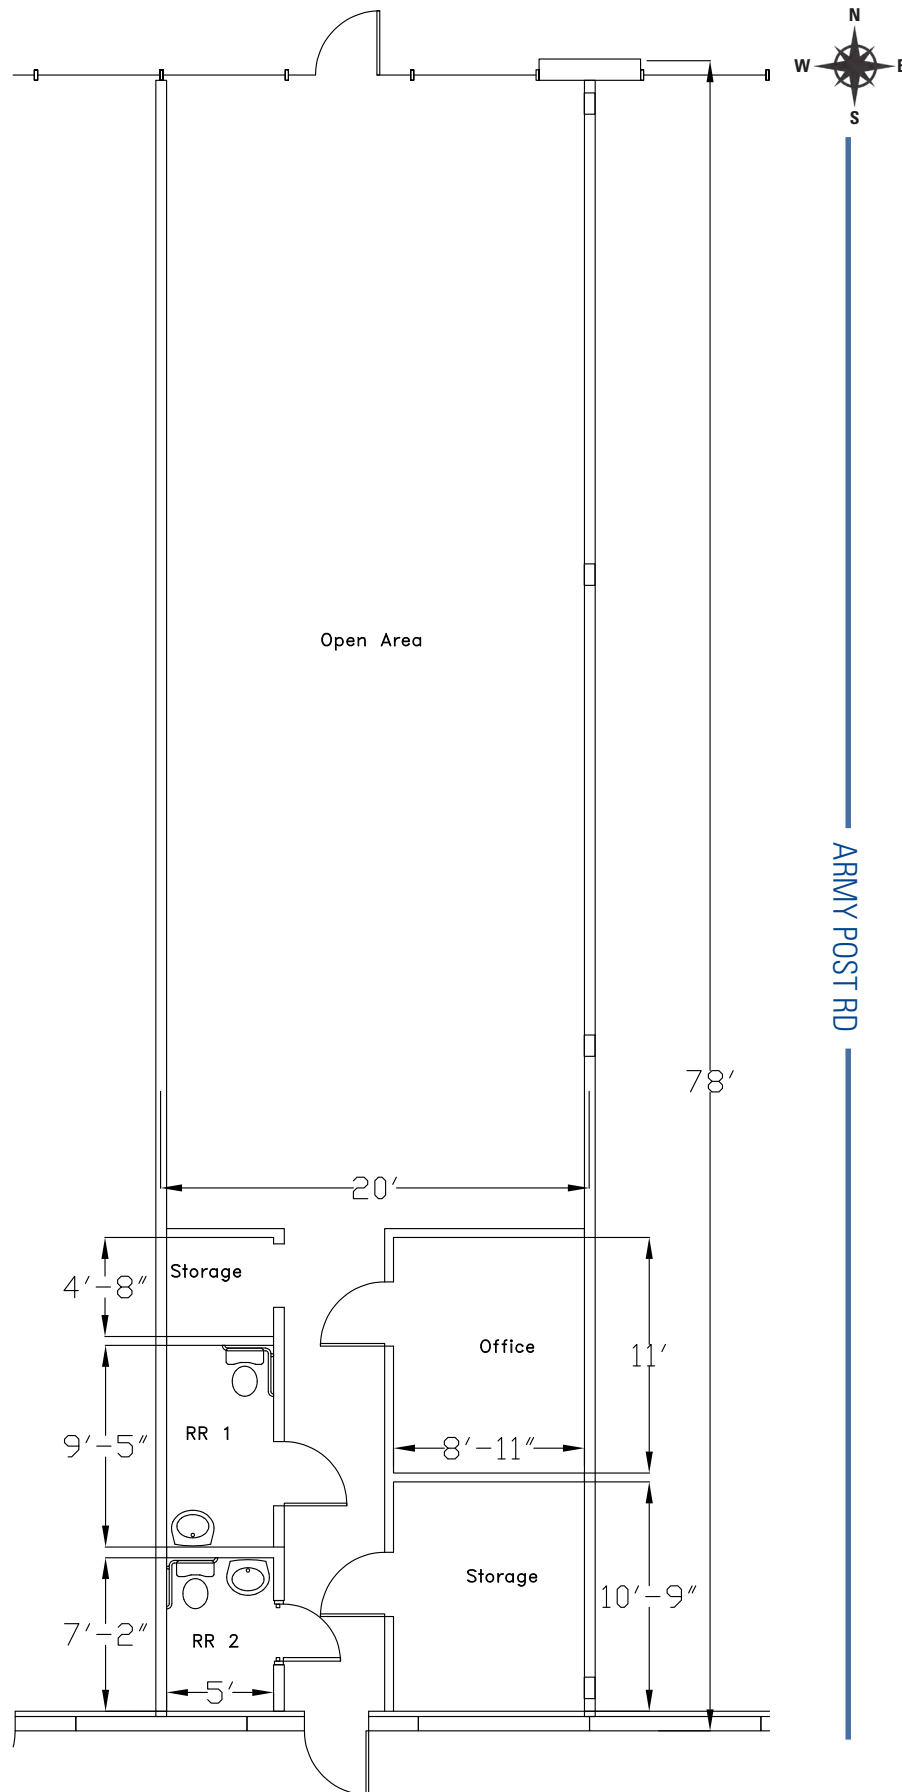 N
W E
S
Open Area
ARMY POST RD
78'
20'
Storage
4'-8"
Office
11'
RR 1
9'-5"
8'-11"
Storage
10'-9"
RR 2
7'-2"
5'